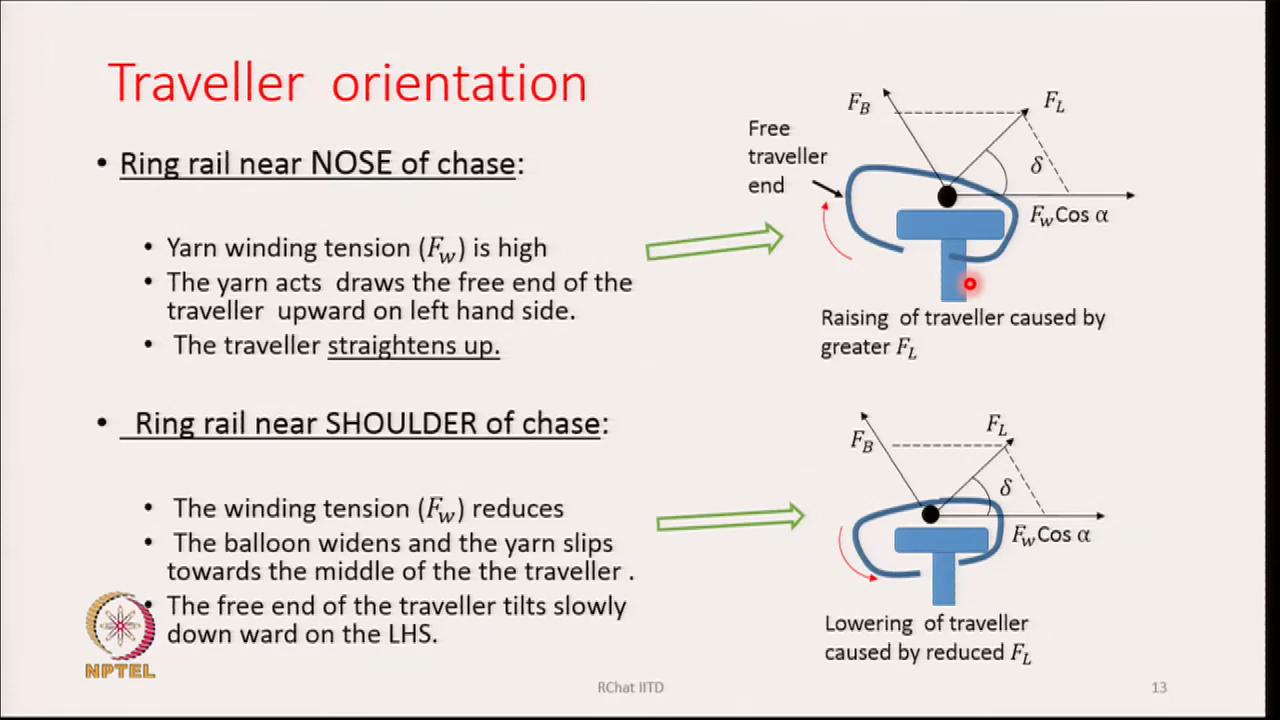 Traveller orientation
• Ring rail near NOSE of chase:
• Yarn winding tension (F_w) is high
• The yarn acts draws the free end of the
traveller upward on left hand side.
• The traveller straightens up.
• Ring rail near SHOULDER of chase:
• The winding tension (F_w) reduces
• The balloon widens and the yarn slips
towards the middle of the the traveller .
• The free end of the traveller tilts slowly
down ward on the LHS.
Free
traveller
end
F_B
F_L
δ
F_w Cos α
Raising of traveller caused by
greater F_L
F_B
F_L
δ
F_w Cos α
Lowering of traveller
caused by reduced F_L
NPTEL
RChat IITD
13